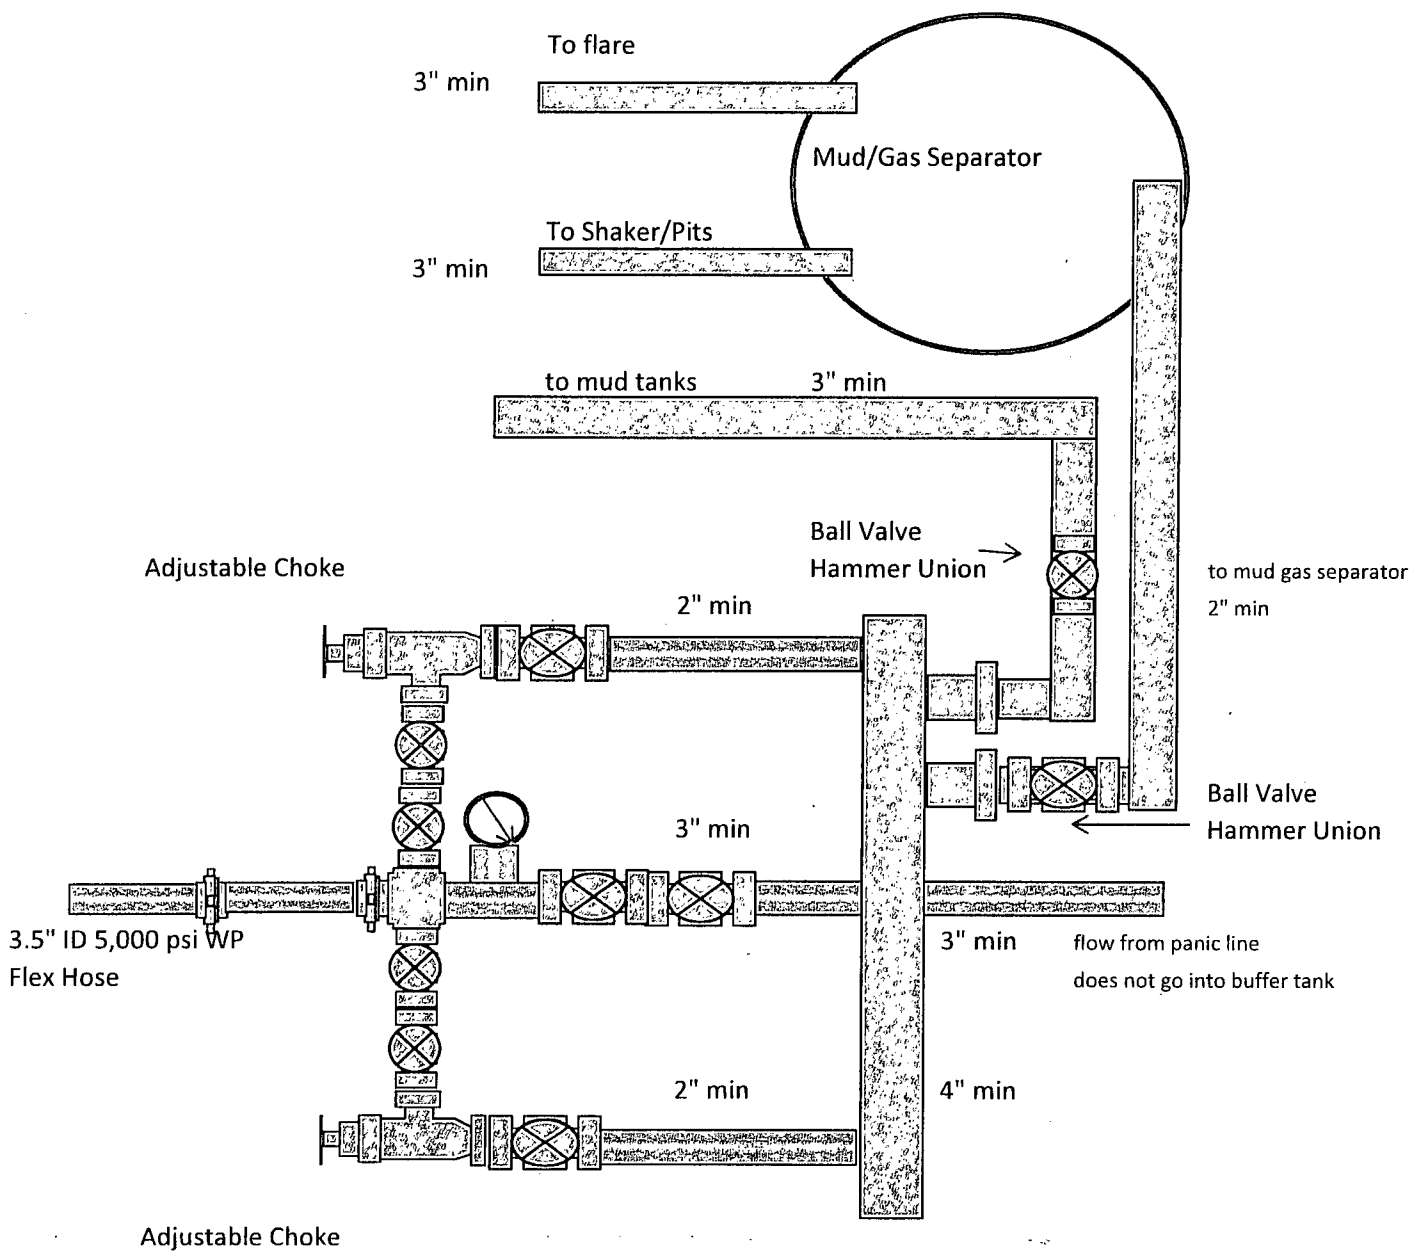 To flare
3" min
Mud/Gas Separator
To Shaker/Pits
3" min
to mud tanks
3" min
Ball Valve
Hammer Union
Adjustable Choke
to mud gas separator
2" min
2" min
Ball Valve
Hammer Union
3" min
3.5" ID 5,000 psi WP
Flex Hose
3" min
flow from panic line
does not go into buffer tank
2" min
4" min
Adjustable Choke